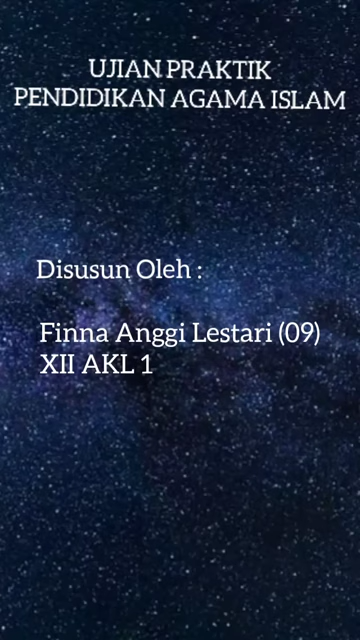 UJIAN PRAKTIK
PENDIDIKAN AGAMA ISLAM
Disusun Oleh :
Finna Anggi Lestari (09)
XII AKL 1